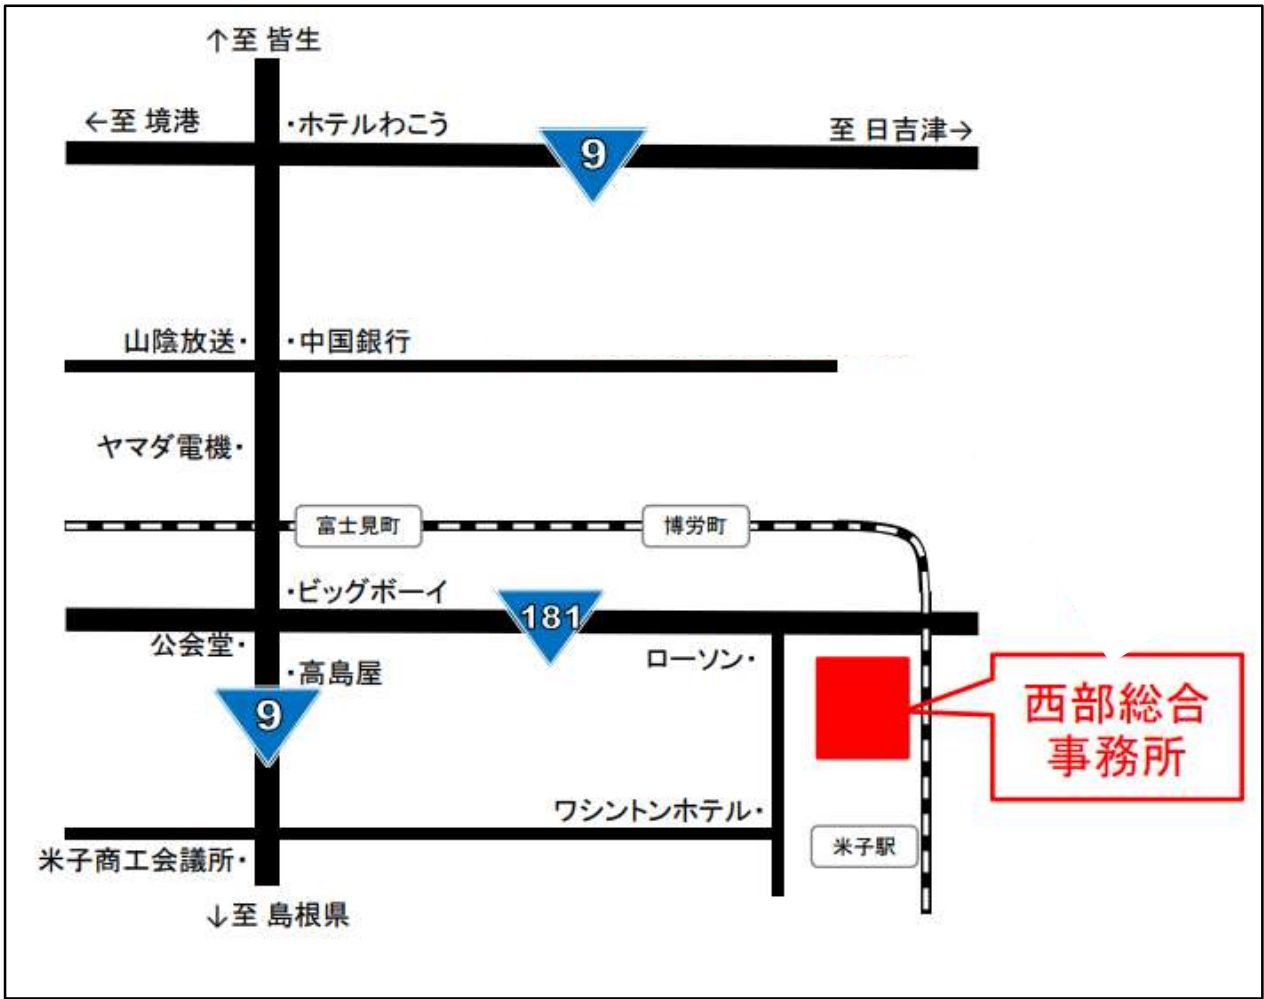 ↑至 皆生
←至 境港
・ホテルわこう
至 日吉津→
9
山陰放送・
・中国銀行
ヤマダ電機・
富士見町
博労町
・ビッグボーイ
181
公会堂・
・高島屋
ローソン・
9
西部総合
事務所
ワシントンホテル・
米子駅
米子商工会議所・
↓至 島根県